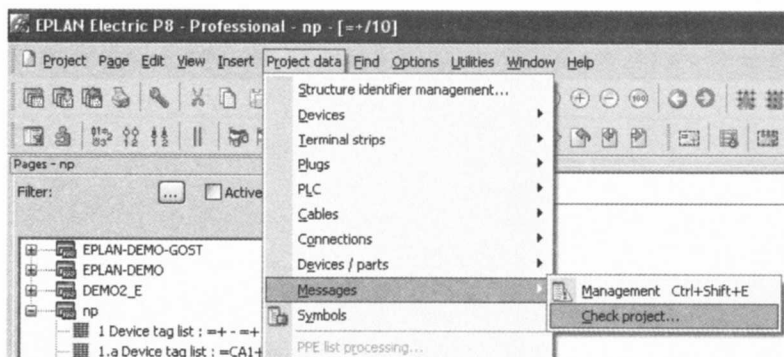 EPLAN Electric P8 - Professional - np - [=+/10]
Project Page Edit View Insert Project data Find Options Utilities Window Help
Structure identifier management...
Devices
Terminal strips
Pages - np
Plugs
Filter: ... Active
PLC
Cables
Connections
EPLAN-DEMO-GOST
EPLAN-DEMO
Devices / parts
DEMO2_E
Messages
Management Ctrl+Shift+E
np
Symbols
Check project...
1 Device tag list : =+ - =+
1.a Device tag list : =CA1+
PPE list processing...